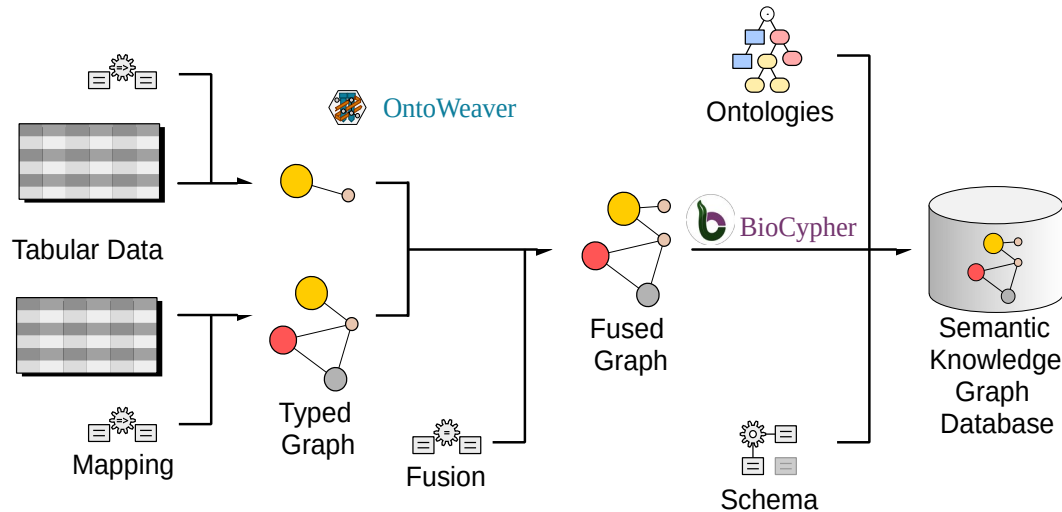 OntoWeaver
Ontologies
Tabular Data
BioCypher
Typed
Graph
Mapping
Fusion
Fused
Graph
Schema
Semantic
Knowledge
Graph
Database
=>
=>
=